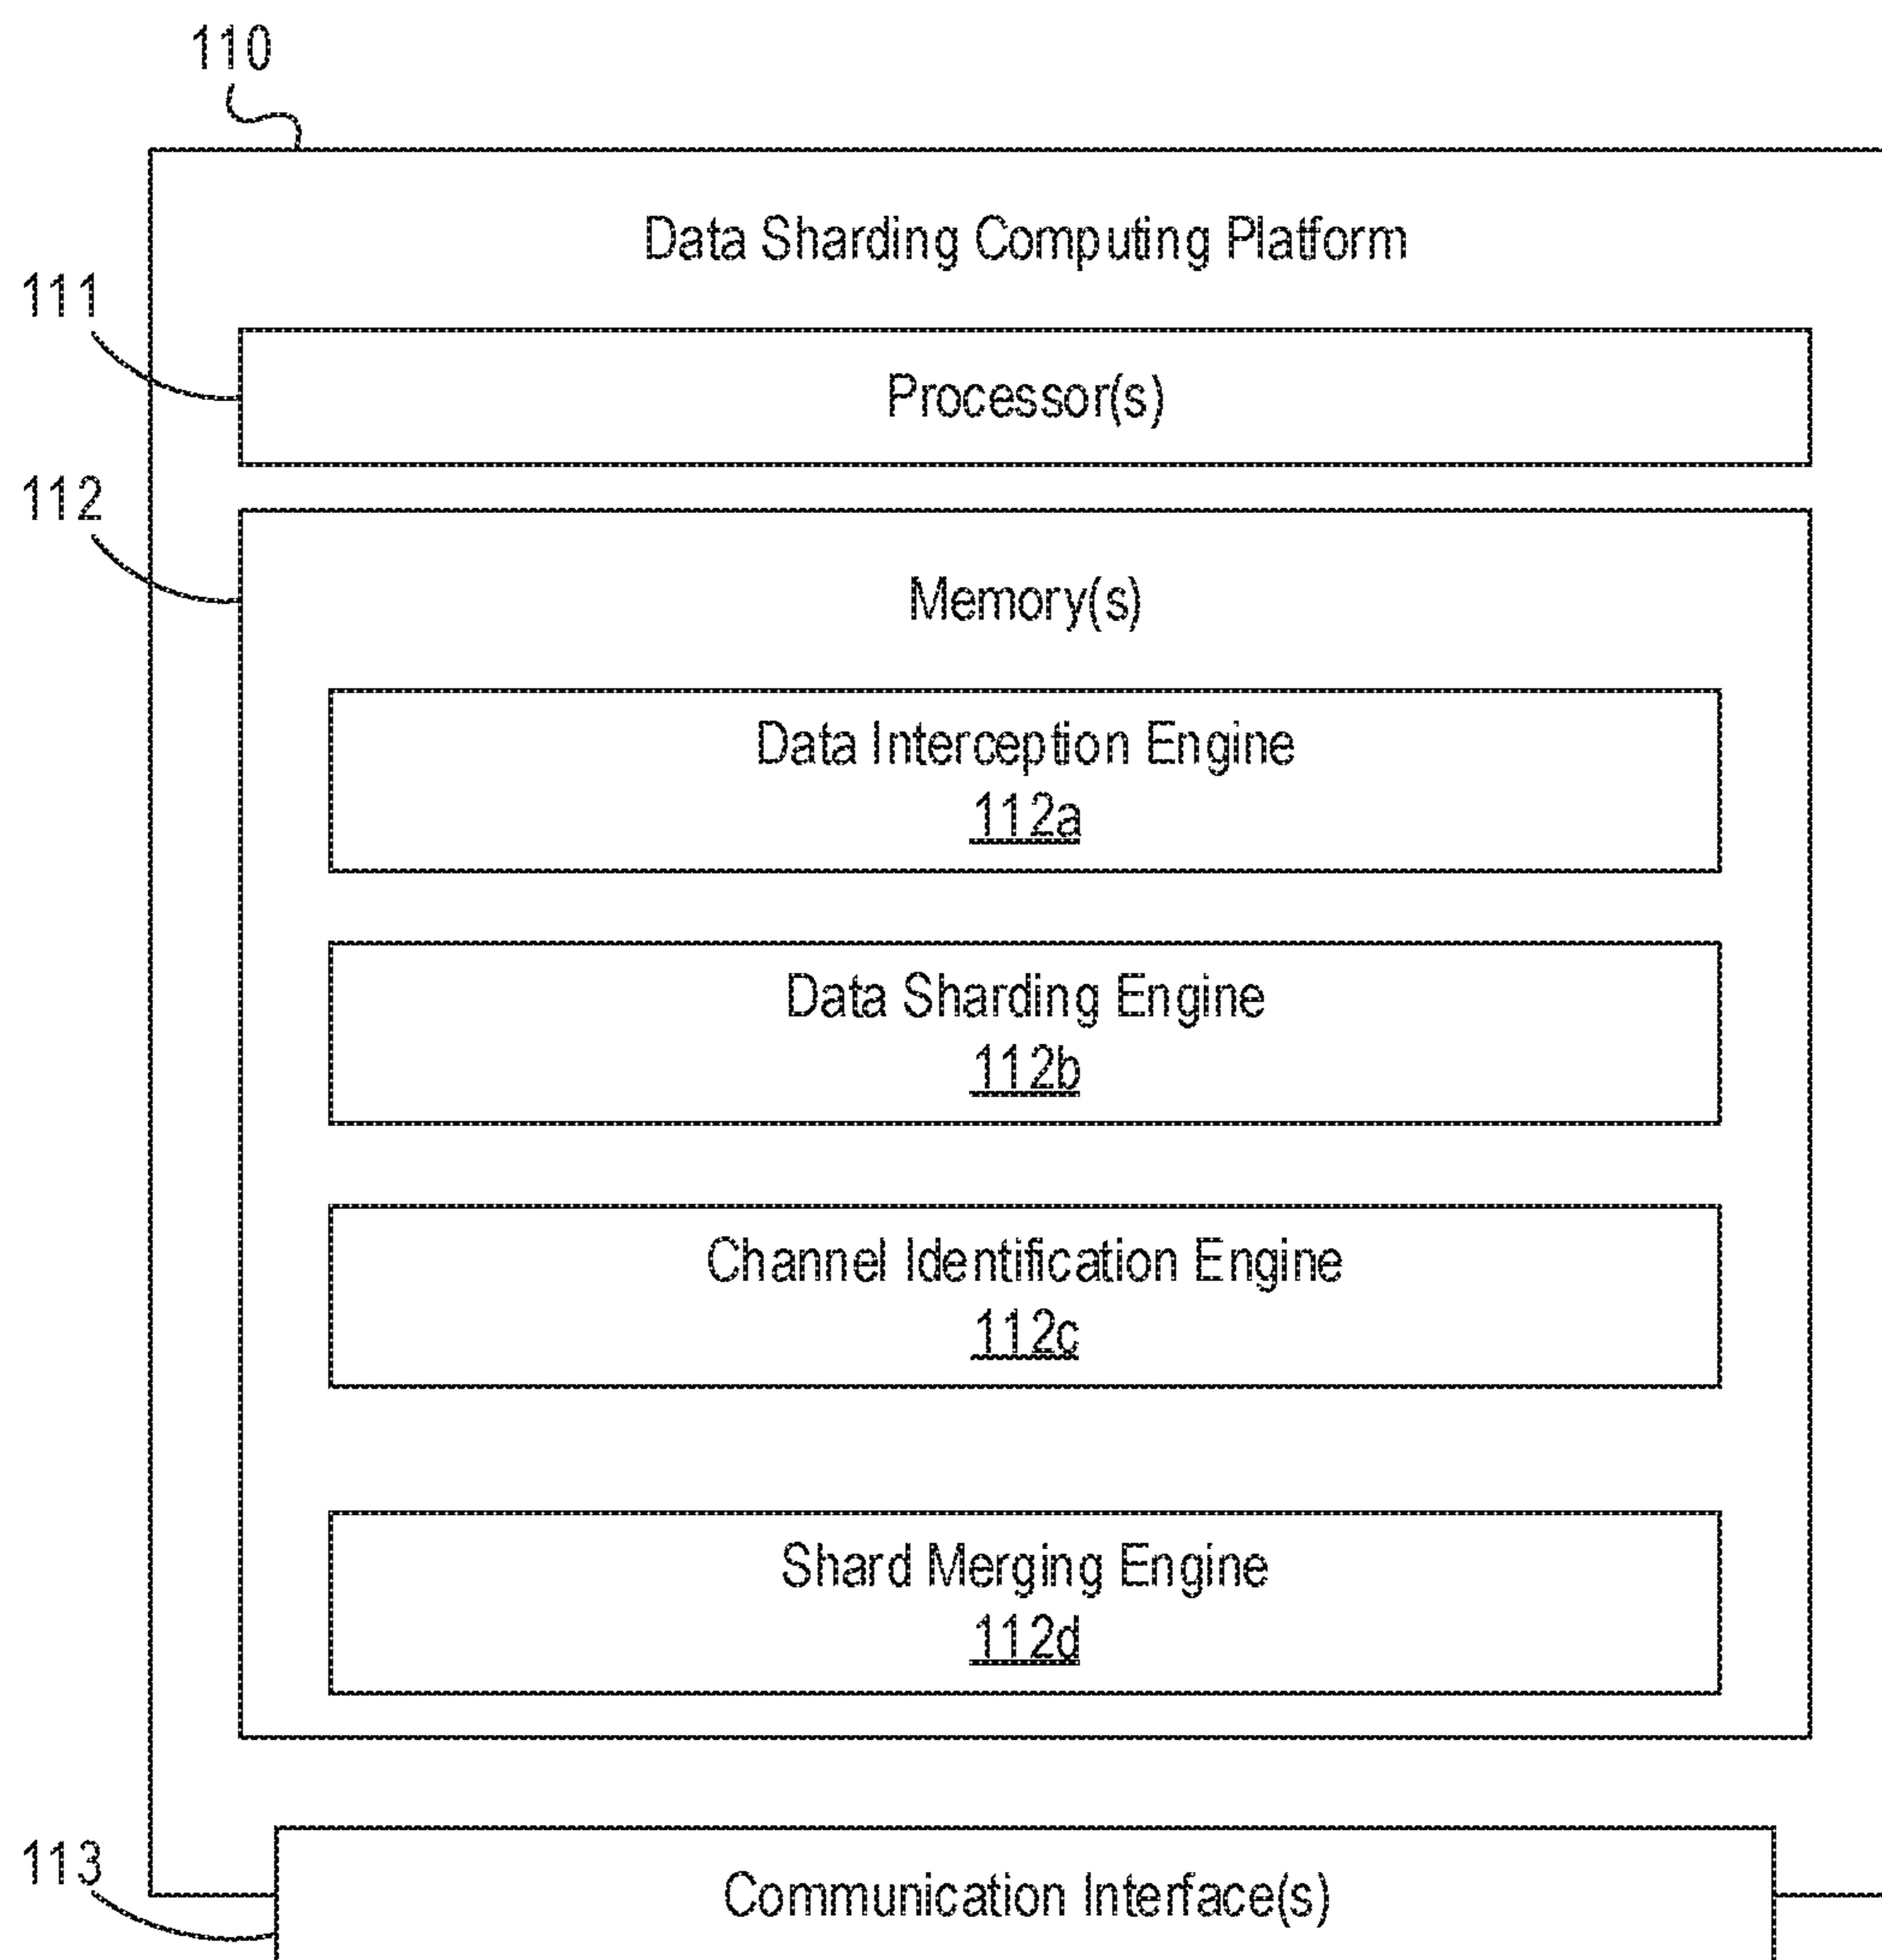 110
Data Sharding Computing Platform
111
Processor(s)
112
Memory(s)
Data Interception Engine
112a
Data Sharding Engine
112b
Channel Identification Engine
112c
Shard Merging Engine
112d
113
Communication Interface(s)